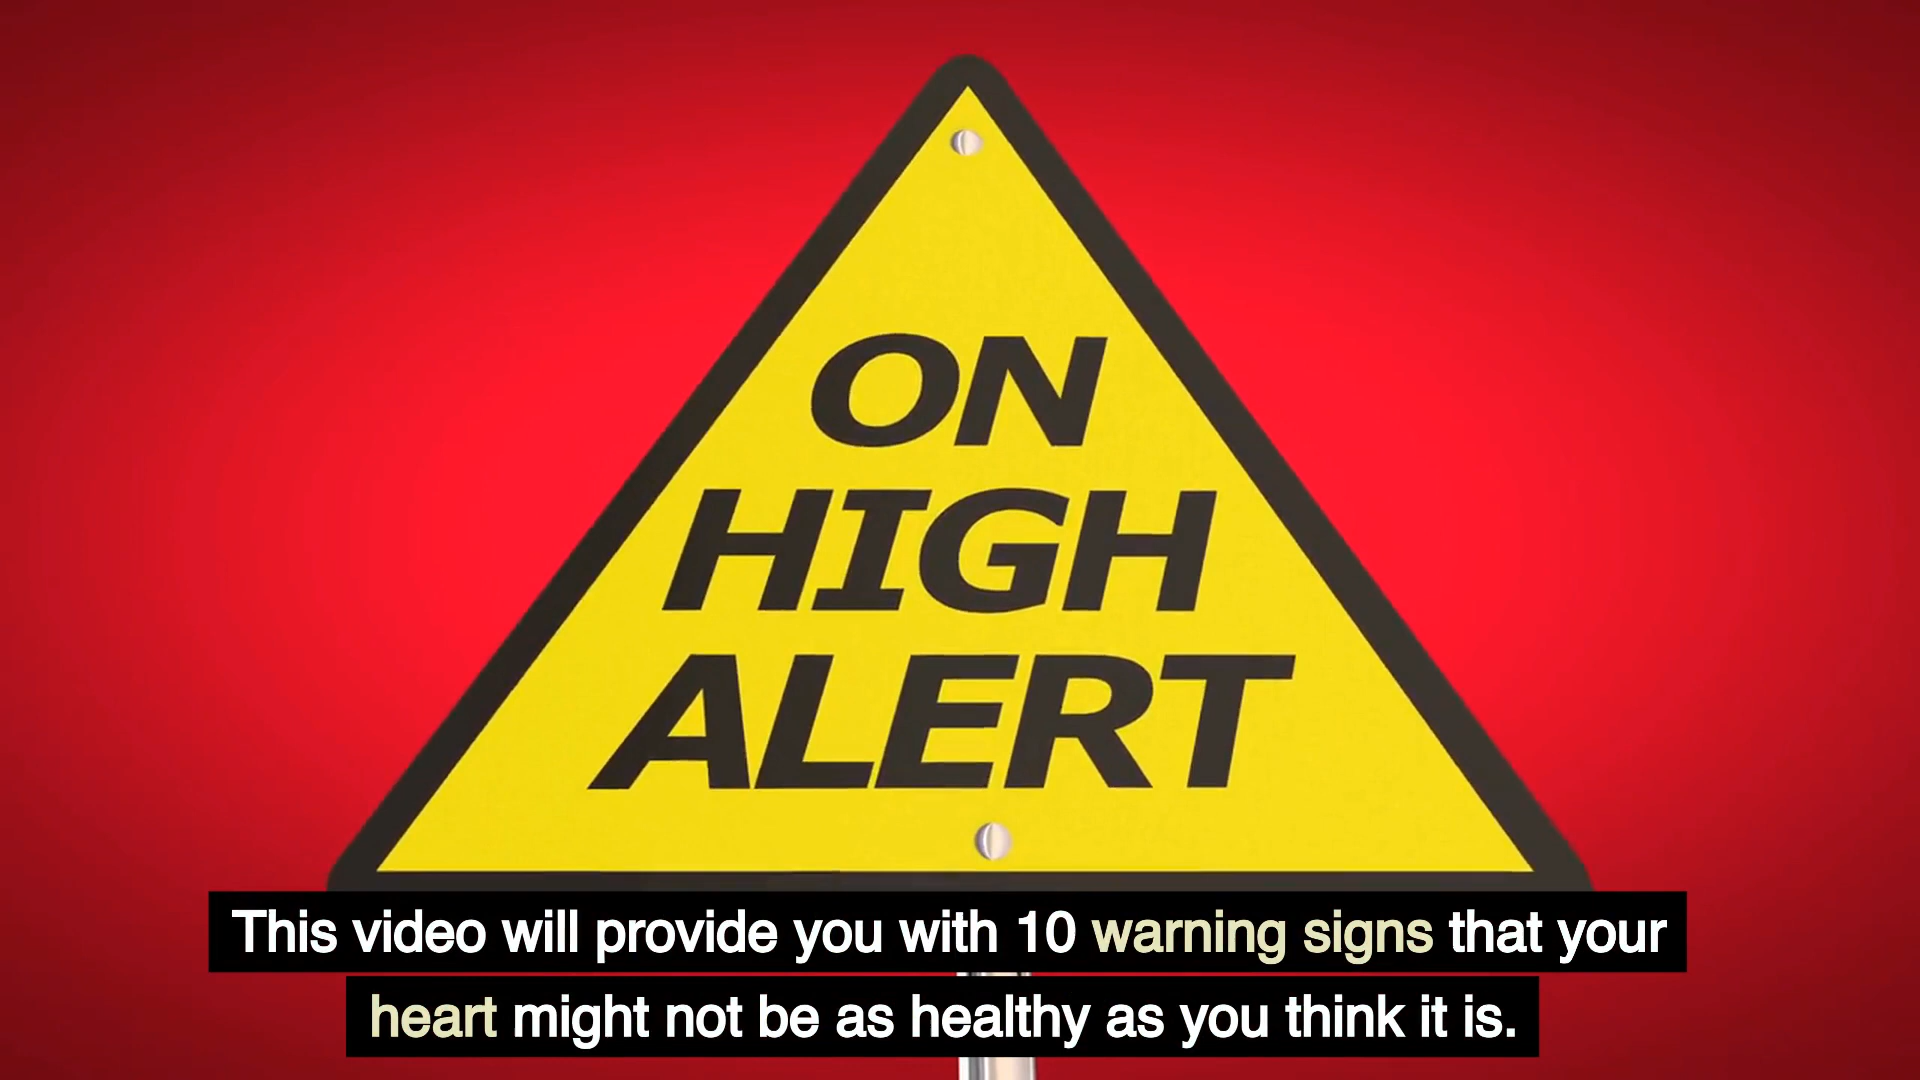 ON
HIGH
ALERT
This video will provide you with 10 warning signs that your
heart might not be as healthy as you think it is.